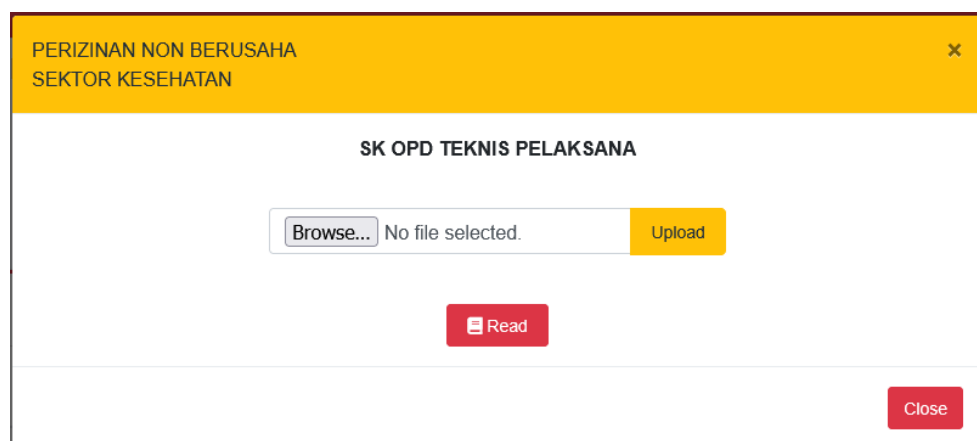 PERIZINAN NON BERUSAHA
SEKTOR KESEHATAN
×
SK OPD TEKNIS PELAKSANA
Browse... No file selected. Upload
Read
Close